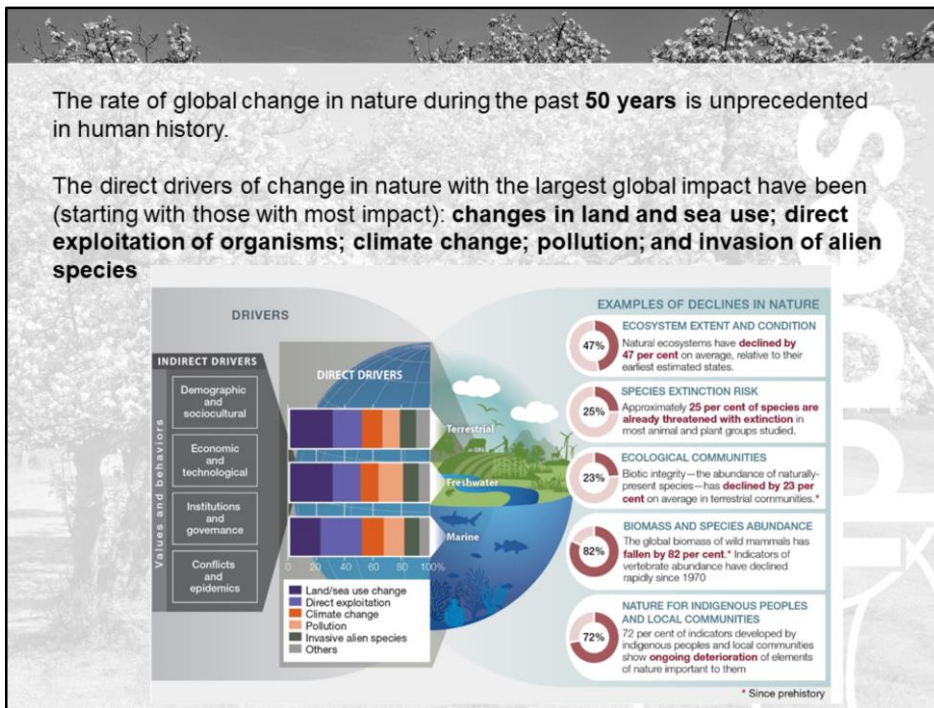 The rate of global change in nature during the past 50 years is unprecedented
in human history.
The direct drivers of change in nature with the largest global impact have been
(starting with those with most impact): changes in land and sea use; direct
exploitation of organisms; climate change; pollution; and invasion of alien
species
DRIVERS
INDIRECT DRIVERS
Values and behaviors
Demographic
and
sociocultural
Economic
and
technological
Institutions
and
governance
Conflicts
and
epidemics
DIRECT DRIVERS
Terrestrial
Freshwater
Marine
0 20 40 60 80 100%
Land/sea use change
Direct exploitation
Climate change
Pollution
Invasive alien species
Others
EXAMPLES OF DECLINES IN NATURE
47%
ECOSYSTEM EXTENT AND CONDITION
Natural ecosystems have declined by
47 per cent on average, relative to their
earliest estimated states.
25%
SPECIES EXTINCTION RISK
Approximately 25 per cent of species are
already threatened with extinction in
most animal and plant groups studied.
23%
ECOLOGICAL COMMUNITIES
Biotic integrity—the abundance of naturally-
present species—has declined by 23 per
cent on average in terrestrial communities.*
82%
BIOMASS AND SPECIES ABUNDANCE
The global biomass of wild mammals has
fallen by 82 per cent.* Indicators of
vertebrate abundance have declined
rapidly since 1970
72%
NATURE FOR INDIGENOUS PEOPLES
AND LOCAL COMMUNITIES
72 per cent of indicators developed by
indigenous peoples and local communities
show ongoing deterioration of elements
of nature important to them
* Since prehistory